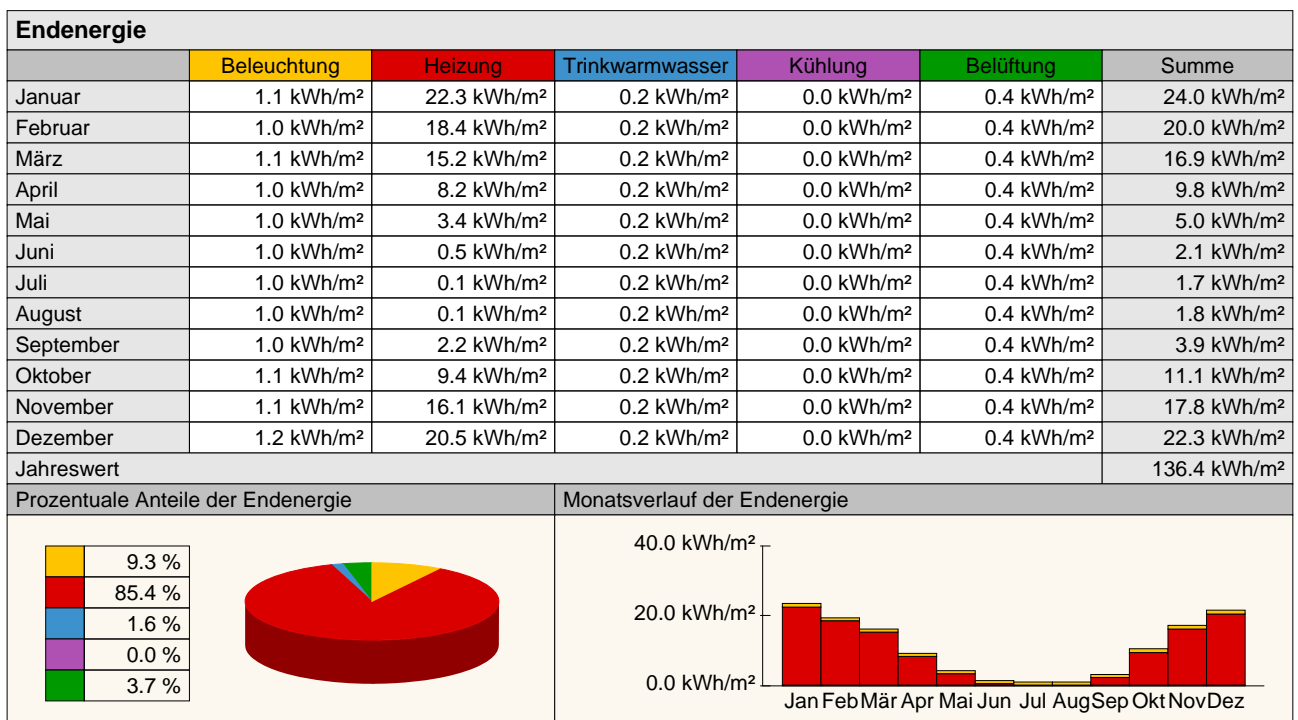 Endenergie
Beleuchtung Heizung Trinkwarmwasser Kühlung Belüftung Summe
Januar 1.1 kWh/m² 22.3 kWh/m² 0.2 kWh/m² 0.0 kWh/m² 0.4 kWh/m² 24.0 kWh/m²
Februar 1.0 kWh/m² 18.4 kWh/m² 0.2 kWh/m² 0.0 kWh/m² 0.4 kWh/m² 20.0 kWh/m²
März 1.1 kWh/m² 15.2 kWh/m² 0.2 kWh/m² 0.0 kWh/m² 0.4 kWh/m² 16.9 kWh/m²
April 1.0 kWh/m² 8.2 kWh/m² 0.2 kWh/m² 0.0 kWh/m² 0.4 kWh/m² 9.8 kWh/m²
Mai 1.0 kWh/m² 3.4 kWh/m² 0.2 kWh/m² 0.0 kWh/m² 0.4 kWh/m² 5.0 kWh/m²
Juni 1.0 kWh/m² 0.5 kWh/m² 0.2 kWh/m² 0.0 kWh/m² 0.4 kWh/m² 2.1 kWh/m²
Juli 1.0 kWh/m² 0.1 kWh/m² 0.2 kWh/m² 0.0 kWh/m² 0.4 kWh/m² 1.7 kWh/m²
August 1.0 kWh/m² 0.1 kWh/m² 0.2 kWh/m² 0.0 kWh/m² 0.4 kWh/m² 1.8 kWh/m²
September 1.0 kWh/m² 2.2 kWh/m² 0.2 kWh/m² 0.0 kWh/m² 0.4 kWh/m² 3.9 kWh/m²
Oktober 1.1 kWh/m² 9.4 kWh/m² 0.2 kWh/m² 0.0 kWh/m² 0.4 kWh/m² 11.1 kWh/m²
November 1.1 kWh/m² 16.1 kWh/m² 0.2 kWh/m² 0.0 kWh/m² 0.4 kWh/m² 17.8 kWh/m²
Dezember 1.2 kWh/m² 20.5 kWh/m² 0.2 kWh/m² 0.0 kWh/m² 0.4 kWh/m² 22.3 kWh/m²
Jahreswert 136.4 kWh/m²
Prozentuale Anteile der Endenergie
9.3 %
85.4 %
1.6 %
0.0 %
3.7 %
Monatsverlauf der Endenergie
40.0 kWh/m²
20.0 kWh/m²
0.0 kWh/m²
Jan Feb Mär Apr Mai Jun Jul Aug Sep Okt Nov Dez